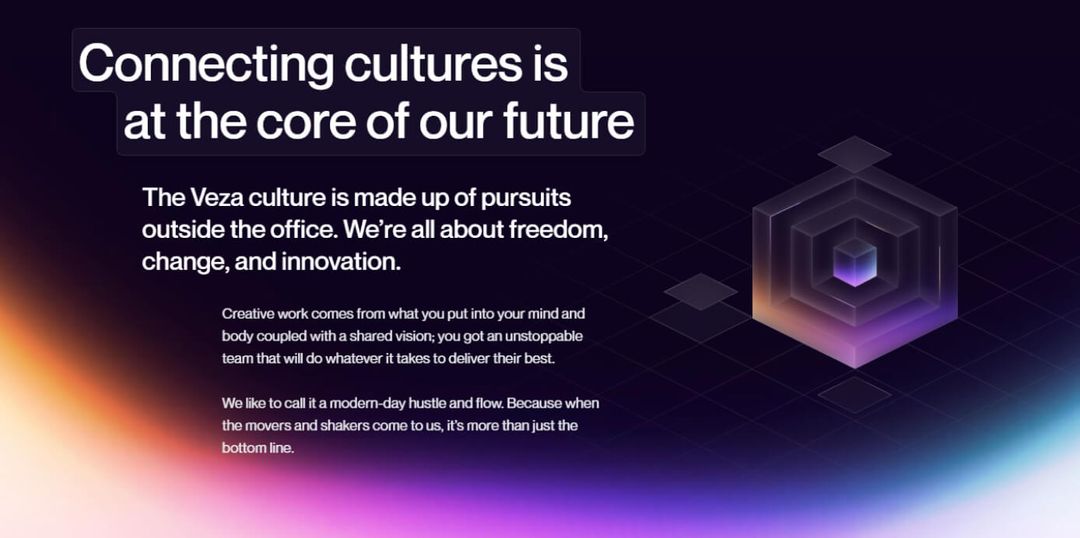 Connecting cultures is
at the core of our future
The Veza culture is made up of pursuits
outside the office. We’re all about freedom,
change, and innovation.
Creative work comes from what you put into your mind and
body coupled with a shared vision; you got an unstoppable
team that will do whatever it takes to deliver their best.
We like to call it a modern-day hustle and flow. Because when
the movers and shakers come to us, it’s more than just the
bottom line.